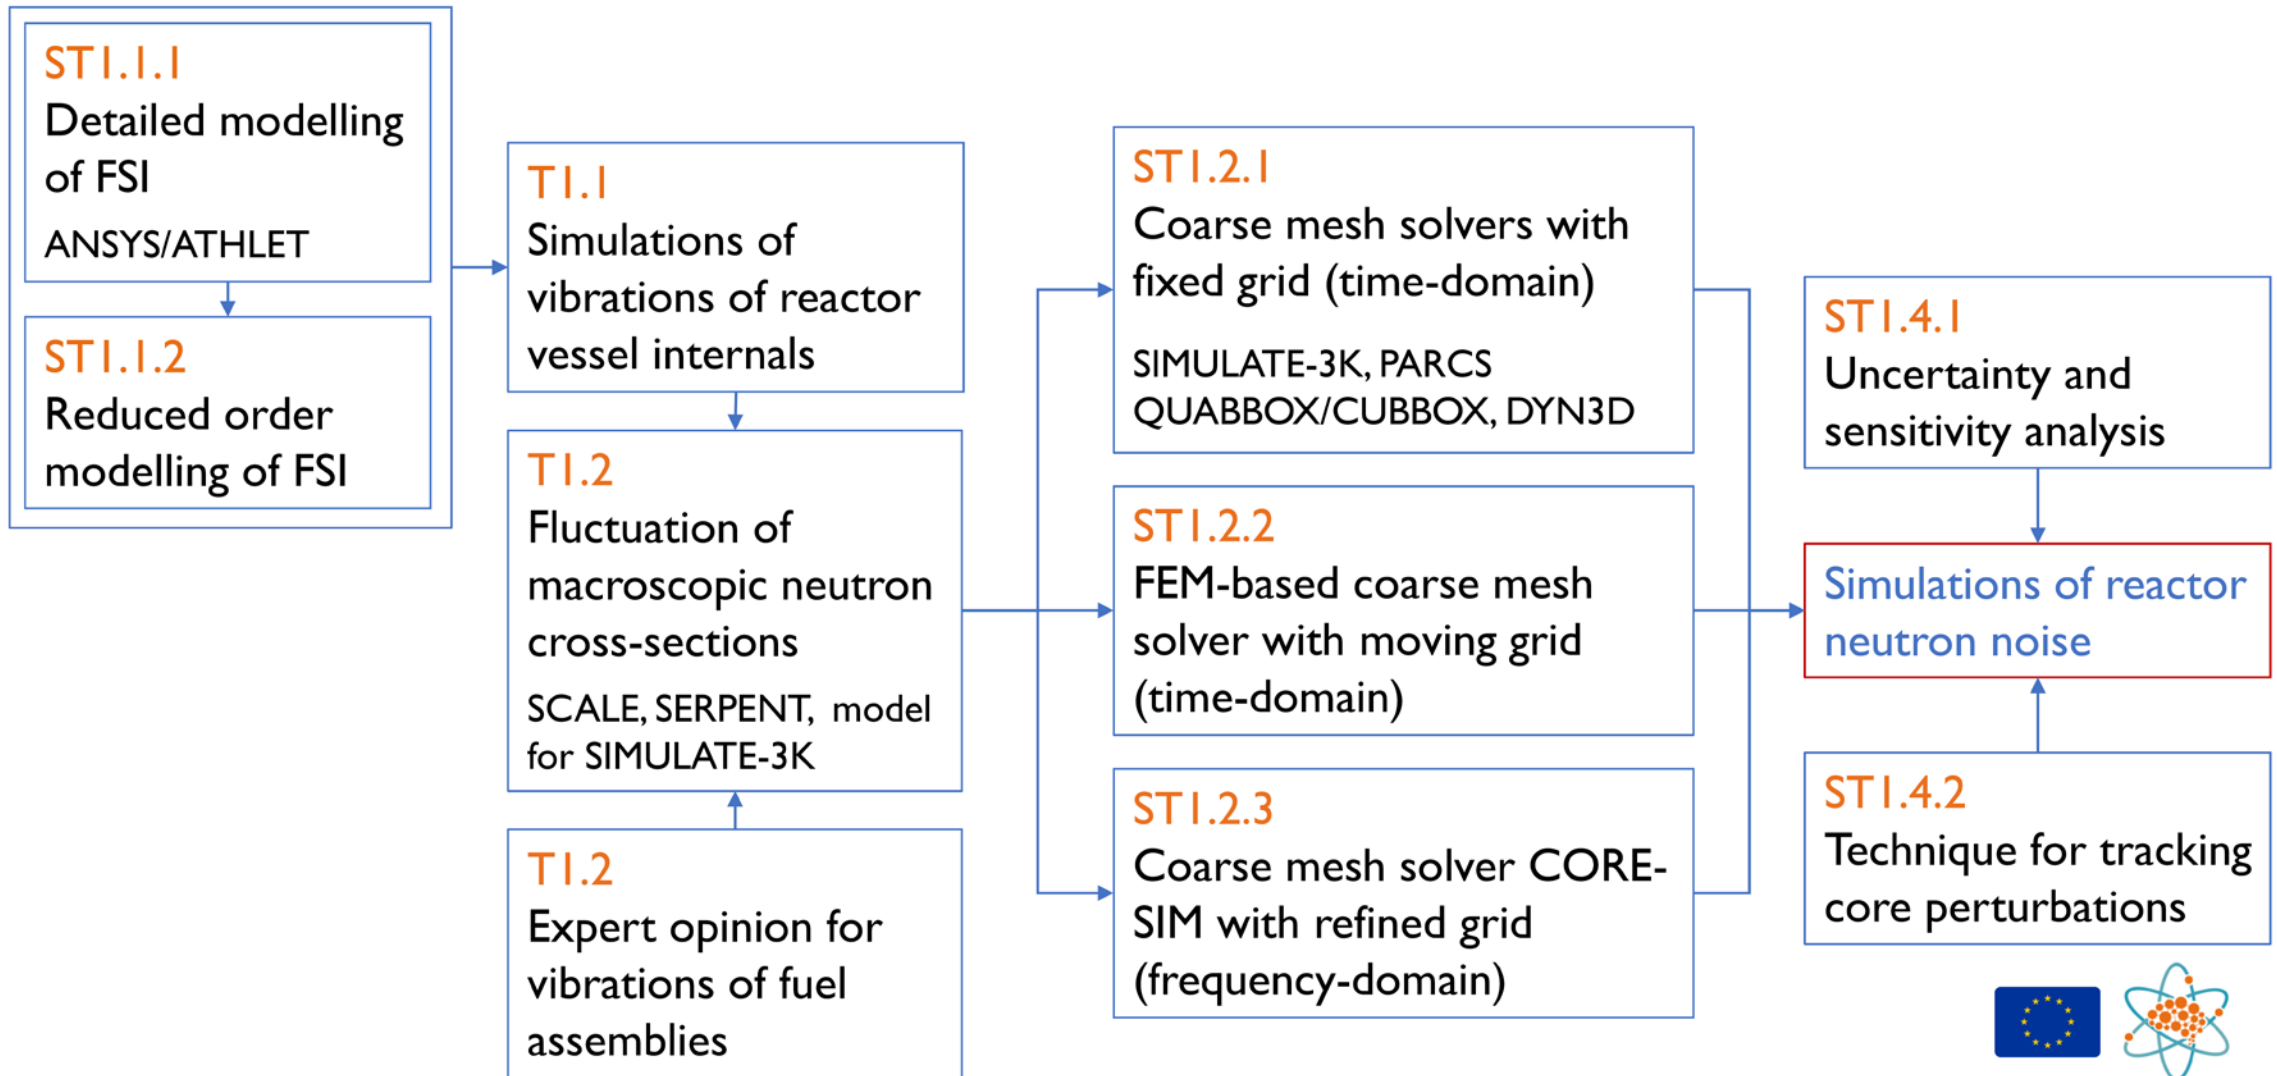 ST1.1.1
Detailed modelling
of FSI
ANSYS/ATHLET
ST1.1.2
Reduced order
modelling of FSI
T1.1
Simulations of
vibrations of reactor
vessel internals
T1.2
Fluctuation of
macroscopic neutron
cross-sections
SCALE, SERPENT, model
for SIMULATE-3K
T1.2
Expert opinion for
vibrations of fuel
assemblies
ST1.2.1
Coarse mesh solvers with
fixed grid (time-domain)
SIMULATE-3K, PARCS
QUABBOX/CUBBOX, DYN3D
ST1.2.2
FEM-based coarse mesh
solver with moving grid
(time-domain)
ST1.2.3
Coarse mesh solver CORE-
SIM with refined grid
(frequency-domain)
ST1.4.1
Uncertainty and
sensitivity analysis
Simulations of reactor
neutron noise
ST1.4.2
Technique for tracking
core perturbations